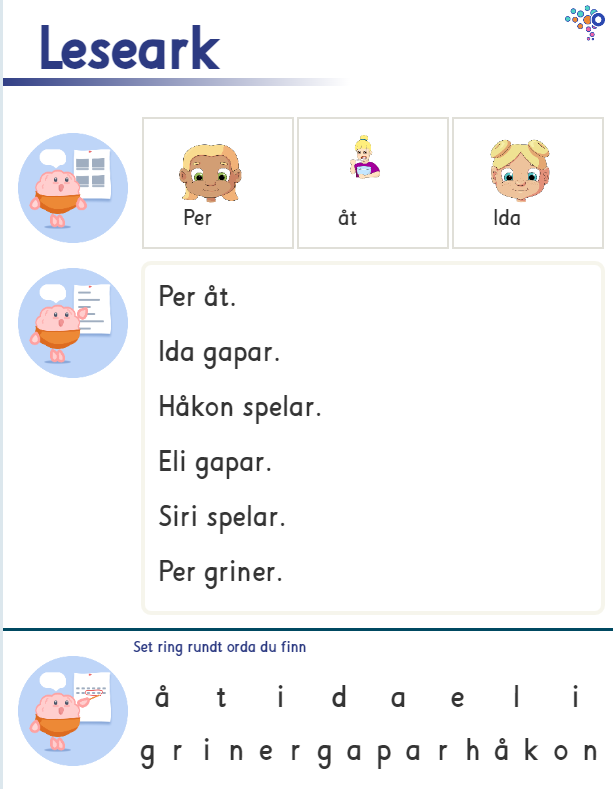 Leseark
Per
åt
Ida
Per åt.
Ida gapar.
Håkon spelar.
Eli gapar.
Siri spelar.
Per griner.
Set ring rundt orda du finn
å t i d a e l i
g r i n e r g a p a r h å k o n